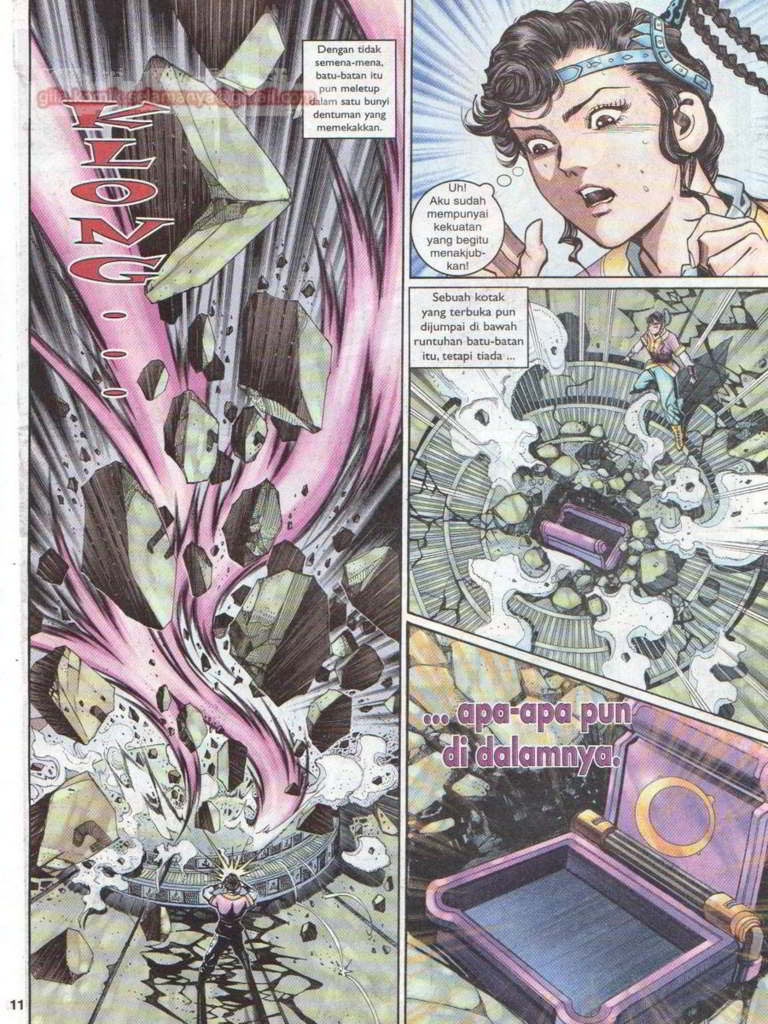 Dengan tidak
semena-mena,
batu-batan itu
pun meletup
dalam satu bunyi
dentuman yang
memekakkan.
KLONG...
Uh!
Aku sudah
mempunyai
kekuatan
yang begitu
menakjub-
kan!
Sebuah kotak
yang terbuka pun
dijumpai di bawah
runtuhan batu-batan
itu, tetapi tiada ...
... apa-apa pun
di dalamnya.
11